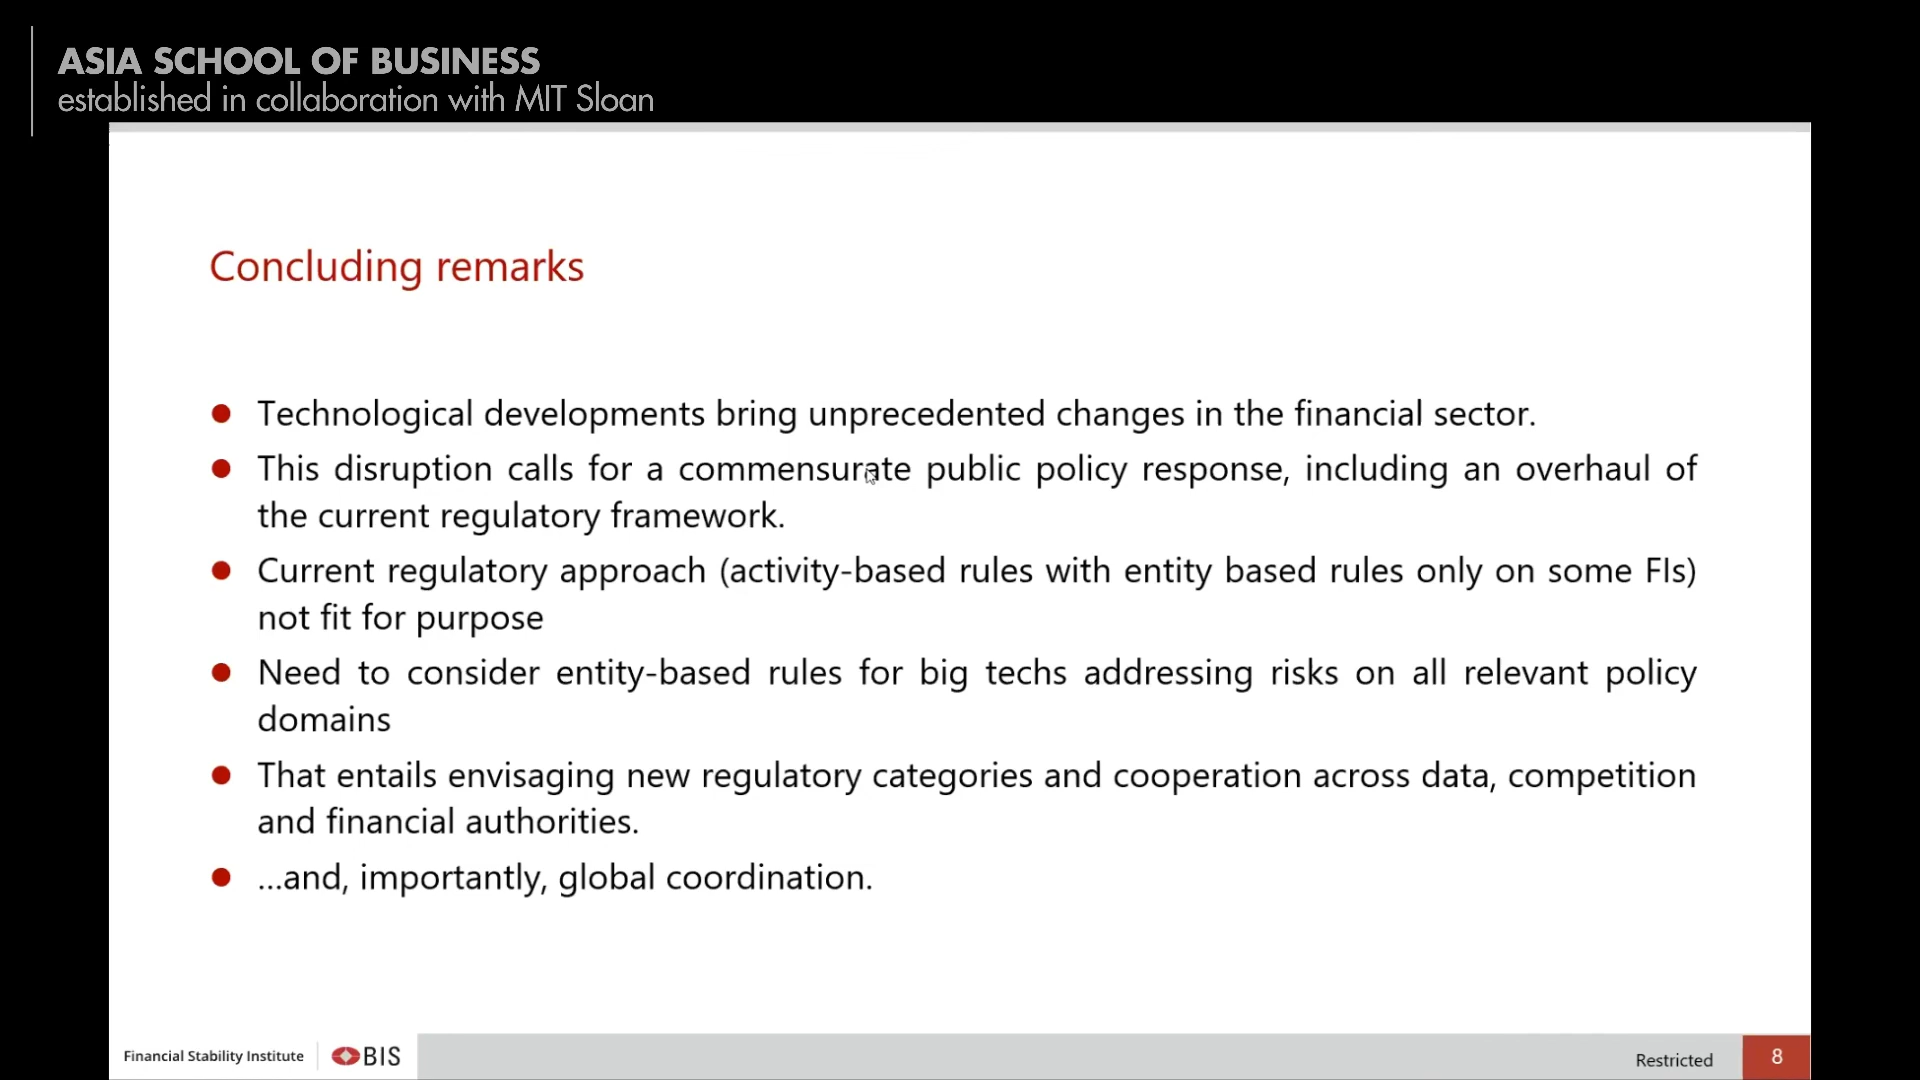 ASIA SCHOOL OF BUSINESS
established in collaboration with MIT Sloan
Concluding remarks
Technological developments bring unprecedented changes in the financial sector.
This disruption calls for a commensurate public policy response, including an overhaul of
the current regulatory framework.
Current regulatory approach (activity-based rules with entity based rules only on some FIs)
not fit for purpose
Need to consider entity-based rules for big techs addressing risks on all relevant policy
domains
That entails envisaging new regulatory categories and cooperation across data, competition
and financial authorities.
...and, importantly, global coordination.
Financial Stability Institute
BIS
Restricted
8